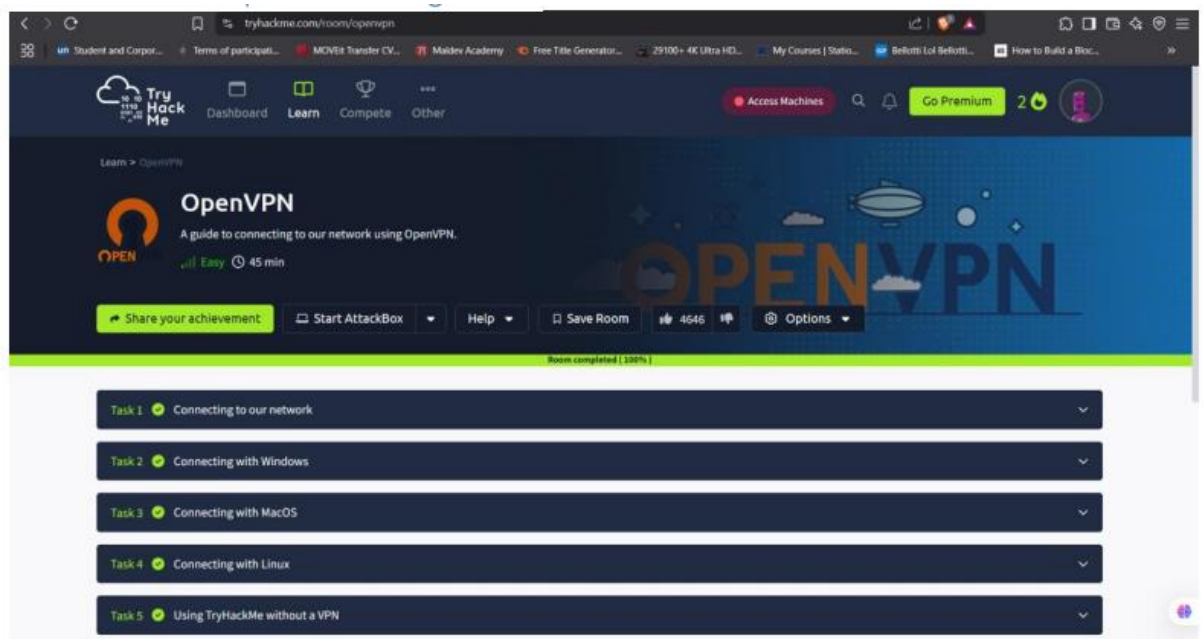 tryhackme.com/room/openvpn
Student and Corpor... Terms of participati... MOVEit Transfer CV... Maldev Academy Free Title Generator... 29100+ 4K Ultra HD... My Courses | Statio... Bellotti Lol Bellotti... How to Build a Bloc... »
Try Hack Me
Dashboard Learn Compete Other
Access Machines Go Premium 2
Learn > OpenVPN
OpenVPN
A guide to connecting to our network using OpenVPN.
Easy 45 min
OPEN
OPENVPN
Share your achievement Start AttackBox Help Save Room 4646 Options
Room completed ( 100% )
Task 1 Connecting to our network
Task 2 Connecting with Windows
Task 3 Connecting with MacOS
Task 4 Connecting with Linux
Task 5 Using TryHackMe without a VPN